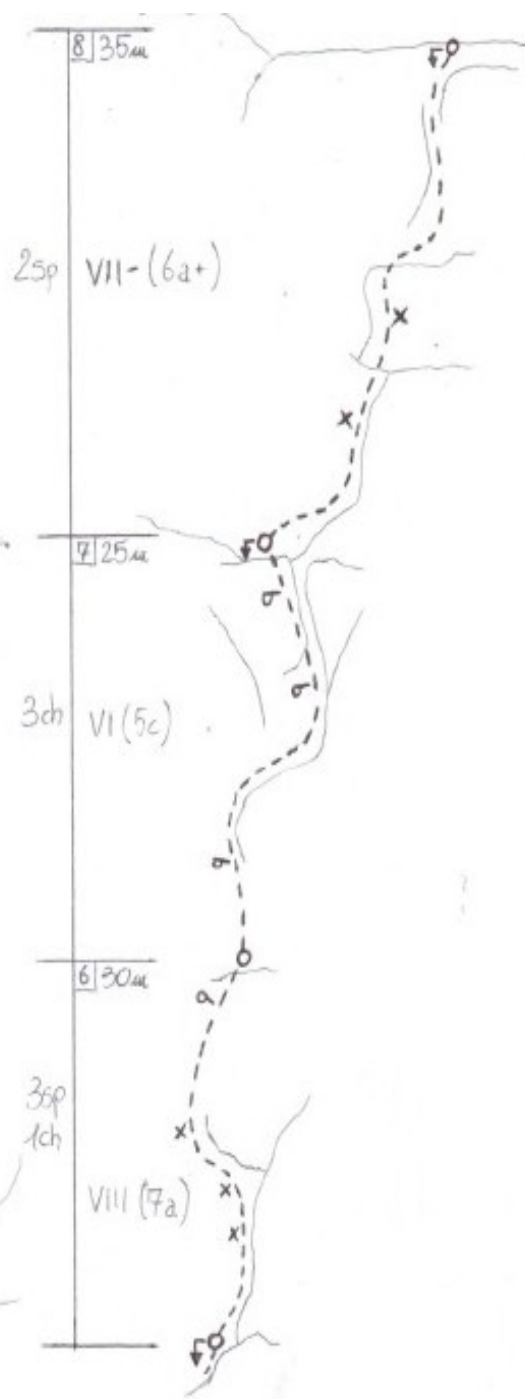 8 35m
2sp VII- (6a+)
7 25m
3ch VI (5c)
6 30m
3sp
1ch
VIII (7a)